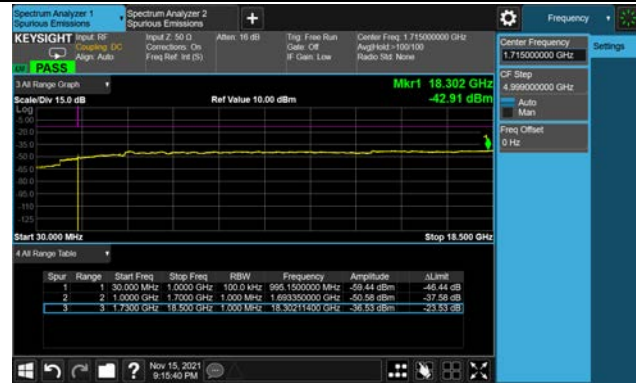 Spectrum Analyzer 1
Spurious Emissions
Spectrum Analyzer 2
Spurious Emissions
+
Frequency
KEYSIGHT
Input: RF
Coupling: DC
Align: Auto
Input Z: 50 Ω
Corrections: On
Freq Ref: Int (S)
Atten: 16 dB
Trig: Free Run
Gate: Off
IF Gain: Low
Center Freq: 1.715000000 GHz
Avg|Hold:>100/100
Radio Std: None
PASS
Center Frequency
1.715000000 GHz
Settings
CF Step
4.999000000 GHz
Auto
Man
Freq Offset
0 Hz
3 All Range Graph
Scale/Div 15.0 dB
Ref Value 10.00 dBm
Mkr1 18.302 GHz
-42.91 dBm
Log
-5.00
-20.0
-35.0
-50.0
-65.0
-80.0
-95.0
-110
-125
Start 30.000 MHz
Stop 18.500 GHz
4 All Range Table
Spur Range Start Freq Stop Freq RBW Frequency Amplitude ΔLimit
1 1 30.000 MHz 1.0000 GHz 100.0 kHz 995.1500000 MHz -59.44 dBm -46.44 dB
2 2 1.0000 GHz 1.7000 GHz 1.000 MHz 1.693350000 GHz -50.58 dBm -37.58 dB
3 3 1.7300 GHz 18.500 GHz 1.000 MHz 18.30211400 GHz -36.53 dBm -23.53 dB
?
Nov 15, 2021
9:15:40 PM